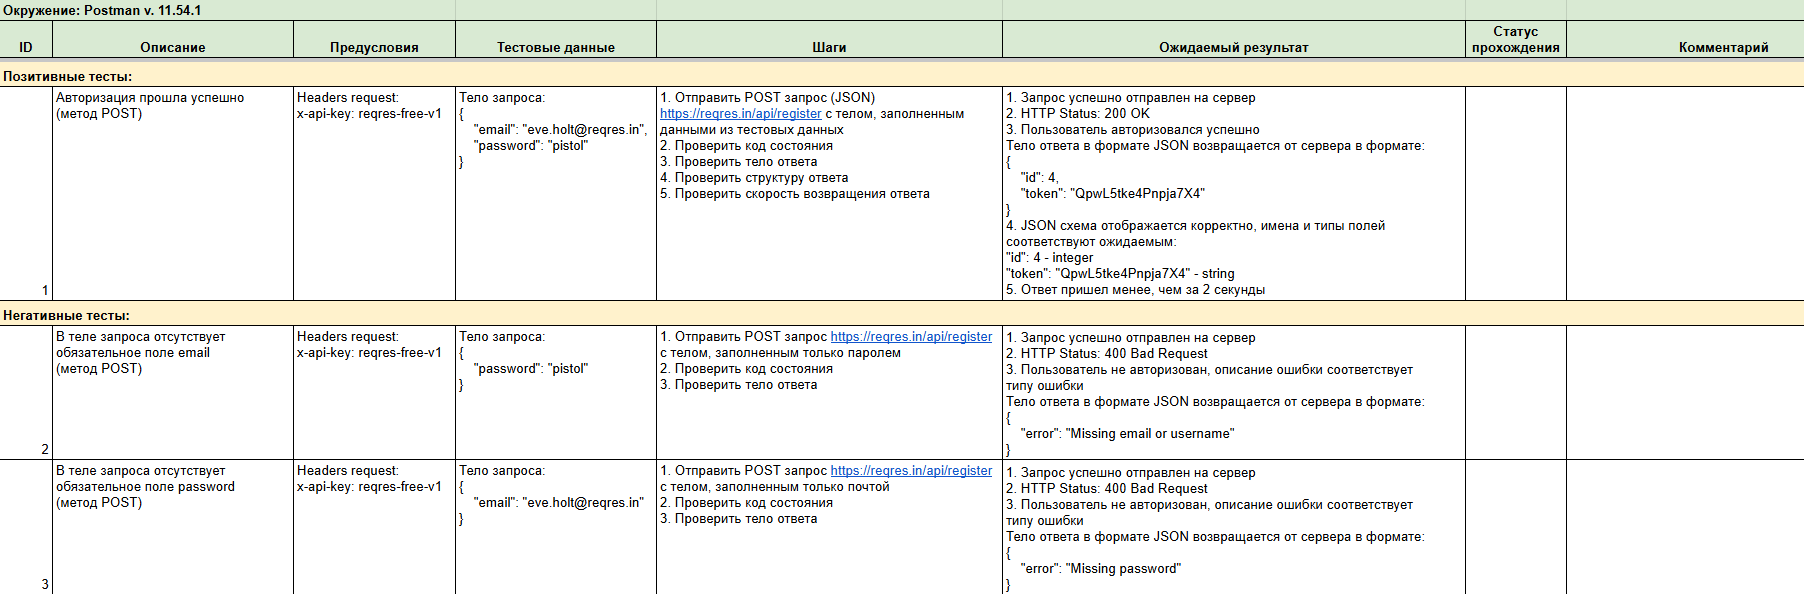 Окружение: Postman v. 11.54.1
ID
Описание
Предусловия
Тестовые данные
Шаги
Ожидаемый результат
Статус
прохождения
Комментарий
Позитивные тесты:
1
Авторизация прошла успешно
(метод POST)
Headers request:
x-api-key: reqres-free-v1
Тело запроса:
{
"email": "eve.holt@reqres.in",
"password": "pistol"
}
1. Отправить POST запрос (JSON)
https://reqres.in/api/register с телом, заполненным
данными из тестовых данных
2. Проверить код состояния
3. Проверить тело ответа
4. Проверить структуру ответа
5. Проверить скорость возвращения ответа
1. Запрос успешно отправлен на сервер
2. HTTP Status: 200 OK
3. Пользователь авторизовался успешно
Тело ответа в формате JSON возвращается от сервера в формате:
{
"id": 4,
"token": "QpwL5tke4Pnpja7X4"
}
4. JSON схема отображается корректно, имена и типы полей
соответствуют ожидаемым:
"id": 4 - integer
"token": "QpwL5tke4Pnpja7X4" - string
5. Ответ пришел менее, чем за 2 секунды
Негативные тесты:
2
В теле запроса отсутствует
обязательное поле email
(метод POST)
Headers request:
x-api-key: reqres-free-v1
Тело запроса:
{
"password": "pistol"
}
1. Отправить POST запрос https://reqres.in/api/register
с телом, заполненным только паролем
2. Проверить код состояния
3. Проверить тело ответа
1. Запрос успешно отправлен на сервер
2. HTTP Status: 400 Bad Request
3. Пользователь не авторизован, описание ошибки соответствует
типу ошибки
Тело ответа в формате JSON возвращается от сервера в формате:
{
"error": "Missing email or username"
}
3
В теле запроса отсутствует
обязательное поле password
(метод POST)
Headers request:
x-api-key: reqres-free-v1
Тело запроса:
{
"email": "eve.holt@reqres.in"
}
1. Отправить POST запрос https://reqres.in/api/register
с телом, заполненным только почтой
2. Проверить код состояния
3. Проверить тело ответа
1. Запрос успешно отправлен на сервер
2. HTTP Status: 400 Bad Request
3. Пользователь не авторизован, описание ошибки соответствует
типу ошибки
Тело ответа в формате JSON возвращается от сервера в формате:
{
"error": "Missing password"
}